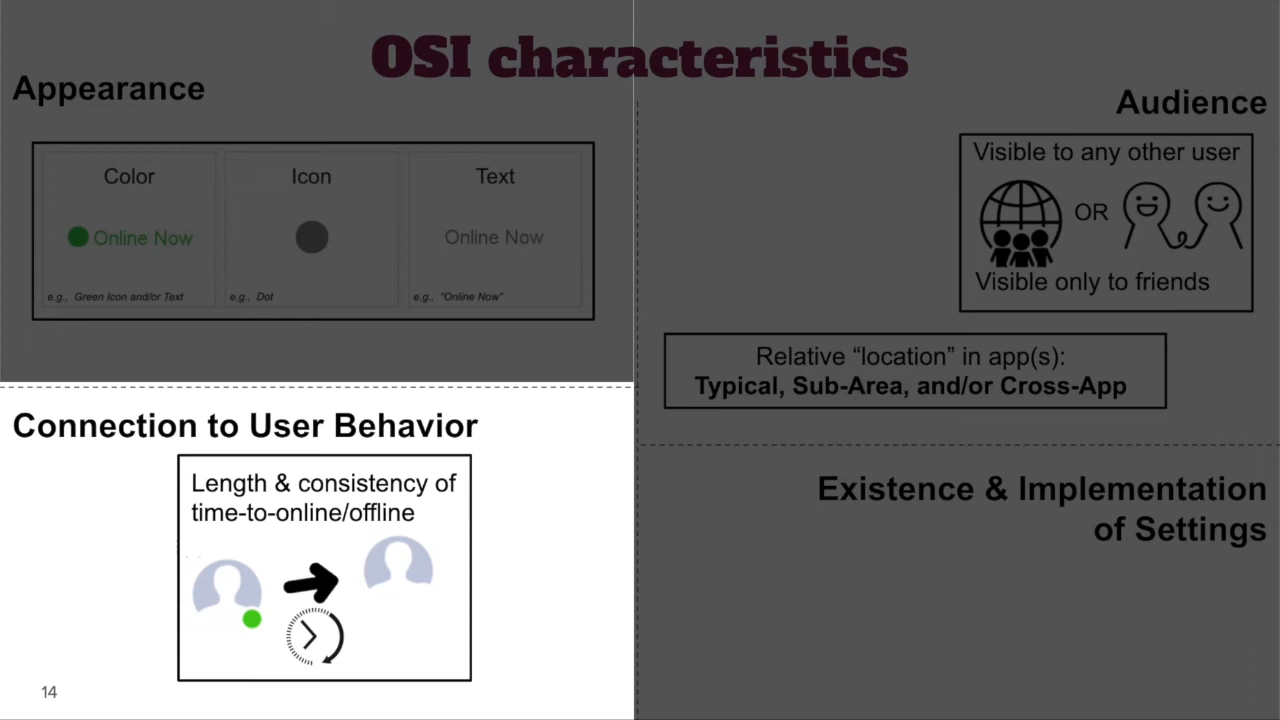 OSI characteristics
Appearance
Color
Icon
Text
Online Now
Online Now
e.g., Green Icon and/or Text
e.g., Dot
e.g., "Online Now"
Audience
Visible to any other user
OR
Visible only to friends
Relative “location” in app(s):
Typical, Sub-Area, and/or Cross-App
Connection to User Behavior
Length & consistency of
time-to-online/offline
Existence & Implementation
of Settings
14